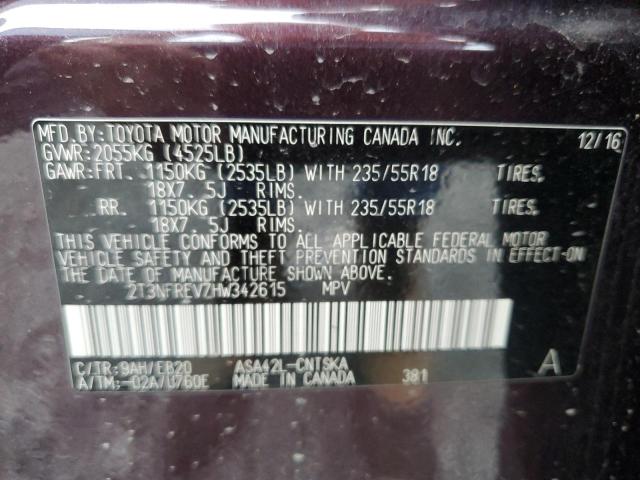 MFD.BY:TOYOTA MOTOR MANUFACTURING CANADA INC. 12/16
GVWR:2055KG (4525LB)
GAWR:FRT. 1150KG (2535LB) WITH 235/55R18 TIRES.
18X7. 5J RIMS.
RR. 1150KG (2535LB) WITH 235/55R18 TIRES.
18X7. 5J RIMS.
THIS VEHICLE CONFORMS TO ALL APPLICABLE FEDERAL MOTOR
VEHICLE SAFETY AND THEFT PREVENTION STANDARDS IN EFFECT ON
THE DATE OF MANUFACTURE SHOWN ABOVE.
2T3NFREV7HW342615 MPV
C/TR:9AH/EB20 ASA42L-CNTSKA 381 A
A/TM:-02A/U760E MADE IN CANADA